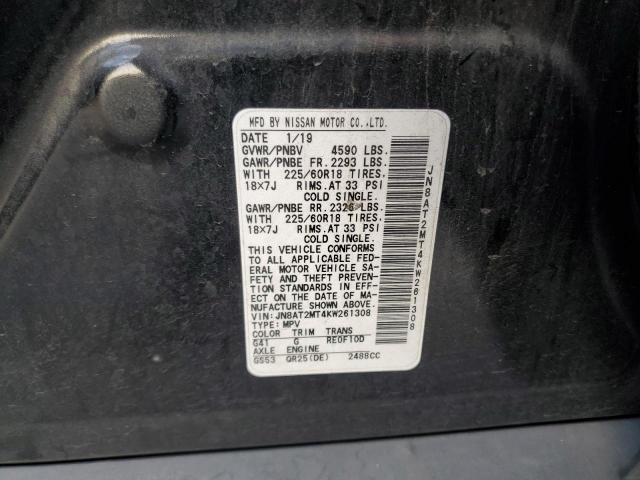 MFD BY NISSAN MOTOR CO.,LTD.
DATE 1/19
GVWR/PNBV 4590 LBS.
GAWR/PNBE FR. 2293 LBS.
WITH 225/60R18 TIRES.
18×7J RIMS. AT 33 PSI
COLD SINGLE.
GAWR/PNBE RR. 2326 LBS.
WITH 225/60R18 TIRES.
18×7J RIMS. AT 33 PSI
COLD SINGLE.
THIS VEHICLE CONFORMS
TO ALL APPLICABLE FED-
ERAL MOTOR VEHICLE SA-
FETY AND THEFT PREVEN-
TION STANDARDS IN EFF-
ECT ON THE DATE OF MA-
NUFACTURE SHOWN ABOVE.
VIN: JN8AT2MT4KW261308
TYPE: MPV
COLOR TRIM TRANS
G41 G RE0F10D
AXLE ENGINE
GS53 QR25(DE) 2488CC
JN8AT2MT4KW261308